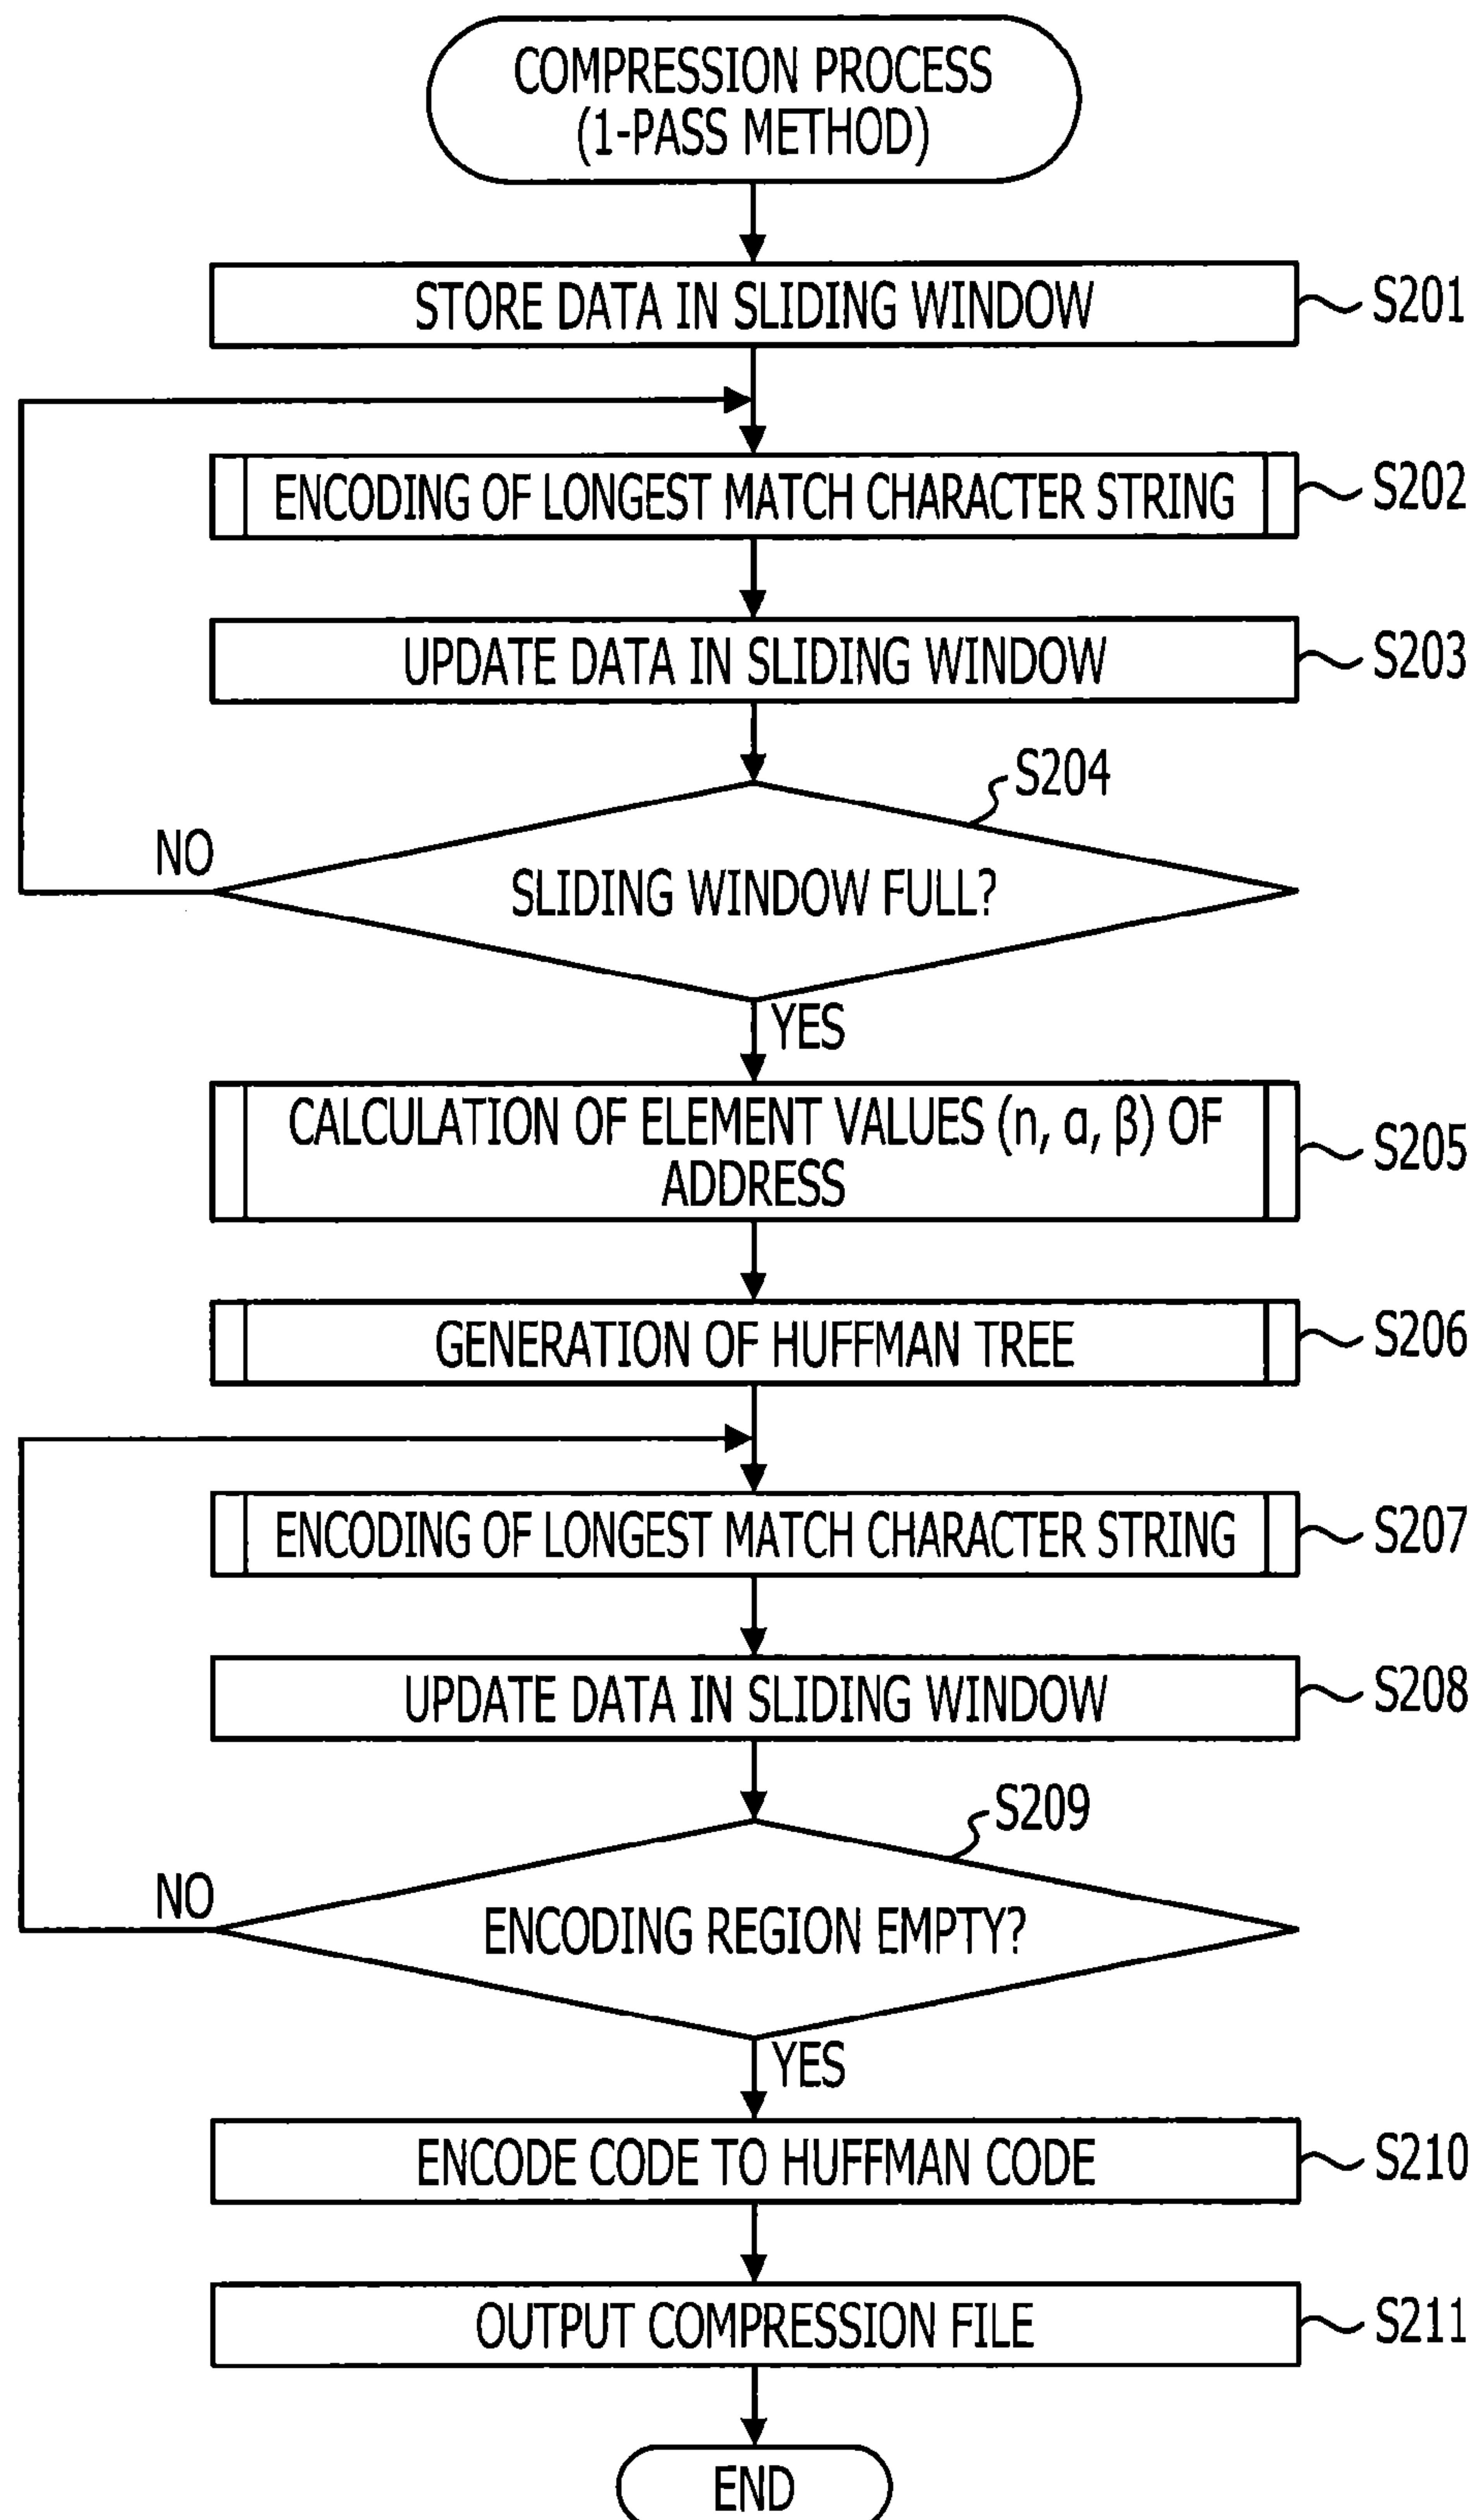 COMPRESSION PROCESS
(1-PASS METHOD)
STORE DATA IN SLIDING WINDOW
S201
ENCODING OF LONGEST MATCH CHARACTER STRING
S202
UPDATE DATA IN SLIDING WINDOW
S203
S204
NO
SLIDING WINDOW FULL?
YES
CALCULATION OF ELEMENT VALUES (n, α, β) OF
ADDRESS
S205
GENERATION OF HUFFMAN TREE
S206
ENCODING OF LONGEST MATCH CHARACTER STRING
S207
UPDATE DATA IN SLIDING WINDOW
S208
S209
NO
ENCODING REGION EMPTY?
YES
ENCODE CODE TO HUFFMAN CODE
S210
OUTPUT COMPRESSION FILE
S211
END